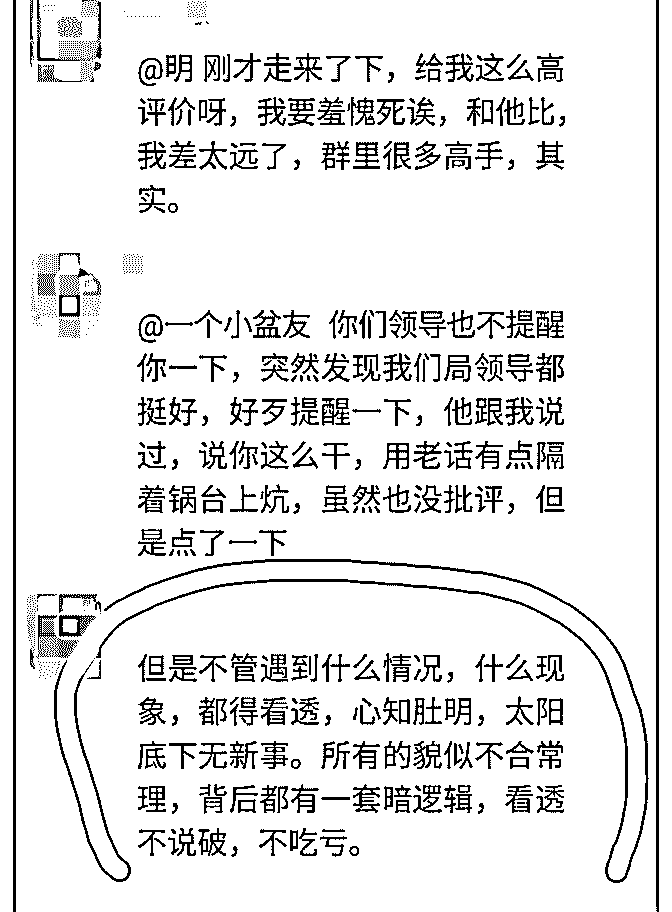 @明 刚才走来了下，给我这么高
评价呀，我要羞愧死诶，和他比，
我差太远了，群里很多高手，其
实。
@一个小盆友 你们领导也不提醒
你一下，突然发现我们局领导都
挺好，好歹提醒一下，他跟我说
过，说你这么干，用老话有点隔
着锅台上炕，虽然也没批评，但
是点了一下
但是不管遇到什么情况，什么现
象，都得看透，心知肚明，太阳
底下无新事。所有的貌似不合常
理，背后都有一套暗逻辑，看透
不说破，不吃亏。